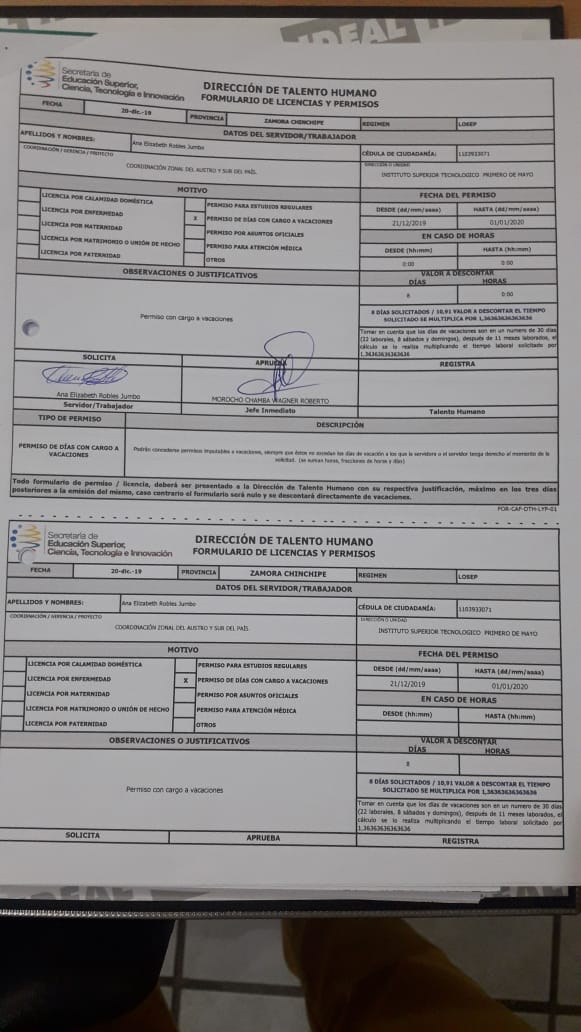 IDEAL
Secretaría de
Educación Superior,
Ciencia, Tecnología e Innovación
DIRECCIÓN DE TALENTO HUMANO
FORMULARIO DE LICENCIAS Y PERMISOS
FECHA 20-dic.-19 PROVINCIA ZAMORA CHINCHIPE REGIMEN LOSEP
DATOS DEL SERVIDOR/TRABAJADOR
APELLIDOS Y NOMBRES: Ana Elizabeth Robles Jumbo CÉDULA DE CIUDADANÍA: 1103933071
COORDINACIÓN / GERENCIA / PROYECTO DIRECCIÓN O UNIDAD
COORDINACIÓN ZONAL DEL AUSTRO Y SUR DEL PAÍS. INSTITUTO SUPERIOR TECNOLOGICO PRIMERO DE MAYO
MOTIVO FECHA DEL PERMISO
LICENCIA POR CALAMIDAD DOMÉSTICA PERMISO PARA ESTUDIOS REGULARES DESDE (dd/mm/aaaa) HASTA (dd/mm/aaaa)
LICENCIA POR ENFERMEDAD X PERMISO DE DÍAS CON CARGO A VACACIONES 21/12/2019 01/01/2020
LICENCIA POR MATERNIDAD PERMISO POR ASUNTOS OFICIALES EN CASO DE HORAS
LICENCIA POR MATRIMONIO O UNIÓN DE HECHO PERMISO PARA ATENCIÓN MÉDICA DESDE (hh:mm) HASTA (hh:mm)
LICENCIA POR PATERNIDAD OTROS 0:00 0:00
OBSERVACIONES O JUSTIFICATIVOS VALOR A DESCONTAR
DÍAS HORAS
8 0:00
Permiso con cargo a vacaciones
8 DÍAS SOLICITADOS / 10,91 VALOR A DESCONTAR EL TIEMPO
SOLICITADO SE MULTIPLICA POR 1,36363636363636
Tomar en cuenta que los días de vacaciones son en un numero de 30 días
(22 laborales, 8 sábados y domingos), después de 11 meses laborados, el
cálculo se lo realiza multiplicando el tiempo laboral solicitado por
1,36363636363636
SOLICITA APRUEBA REGISTRA
Ana Elizabeth Robles Jumbo MOROCHO CHAMBA WAGNER ROBERTO
Servidor/Trabajador Jefe Inmediato Talento Humano
TIPO DE PERMISO DESCRIPCIÓN
PERMISO DE DÍAS CON CARGO A
VACACIONES
Podrán concederse permisos imputables a vacaciones, siempre que éstos no excedan los días de vacación a los que la servidora o el servidor tenga derecho al momento de la
solicitud. (se suman horas, fracciones de horas y días)
Todo formulario de permiso / licencia, deberá ser presentado a la Dirección de Talento Humano con su respectiva justificación, máximo en los tres días
posteriores a la emisión del mismo, caso contrario el formulario será nulo y se descontará directamente de vacaciones.
FOR-CAF-DTH-LYP-01
Secretaría de
Educación Superior,
Ciencia, Tecnología e Innovación
DIRECCIÓN DE TALENTO HUMANO
FORMULARIO DE LICENCIAS Y PERMISOS
FECHA 20-dic.-19 PROVINCIA ZAMORA CHINCHIPE REGIMEN LOSEP
DATOS DEL SERVIDOR/TRABAJADOR
APELLIDOS Y NOMBRES: Ana Elizabeth Robles Jumbo CÉDULA DE CIUDADANÍA: 1103933071
COORDINACIÓN / GERENCIA / PROYECTO DIRECCIÓN O UNIDAD
COORDINACIÓN ZONAL DEL AUSTRO Y SUR DEL PAÍS. INSTITUTO SUPERIOR TECNOLOGICO PRIMERO DE MAYO
MOTIVO FECHA DEL PERMISO
LICENCIA POR CALAMIDAD DOMÉSTICA PERMISO PARA ESTUDIOS REGULARES DESDE (dd/mm/aaaa) HASTA (dd/mm/aaaa)
LICENCIA POR ENFERMEDAD X PERMISO DE DÍAS CON CARGO A VACACIONES 21/12/2019 01/01/2020
LICENCIA POR MATERNIDAD PERMISO POR ASUNTOS OFICIALES EN CASO DE HORAS
LICENCIA POR MATRIMONIO O UNIÓN DE HECHO PERMISO PARA ATENCIÓN MÉDICA DESDE (hh:mm) HASTA (hh:mm)
LICENCIA POR PATERNIDAD OTROS
OBSERVACIONES O JUSTIFICATIVOS VALOR A DESCONTAR
DÍAS HORAS
8
Permiso con cargo a vacaciones
8 DÍAS SOLICITADOS / 10,91 VALOR A DESCONTAR EL TIEMPO
SOLICITADO SE MULTIPLICA POR 1,36363636363636
Tomar en cuenta que los días de vacaciones son en un numero de 30 días
(22 laborales, 8 sábados y domingos), después de 11 meses laborados, el
cálculo se lo realiza multiplicando el tiempo laboral solicitado por
1,36363636363636
SOLICITA APRUEBA REGISTRA